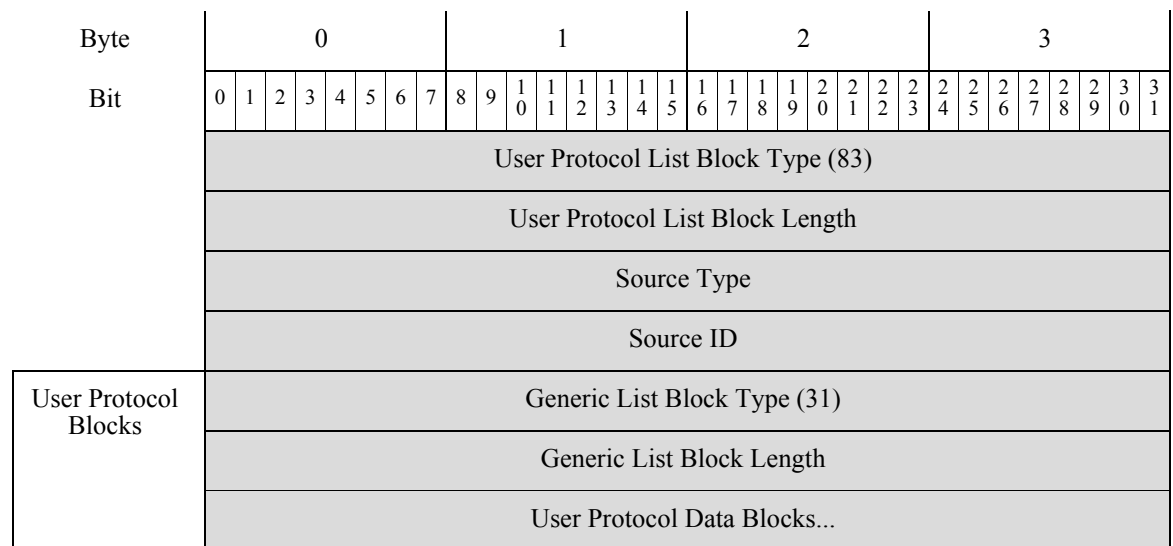 Byte 0 1 2 3
Bit 0 1 2 3 4 5 6 7 8 9 10 11 12 13 14 15 16 17 18 19 20 21 22 23 24 25 26 27 28 29 30 31
User Protocol List Block Type (83)
User Protocol List Block Length
Source Type
Source ID
User Protocol
Blocks
Generic List Block Type (31)
Generic List Block Length
User Protocol Data Blocks...